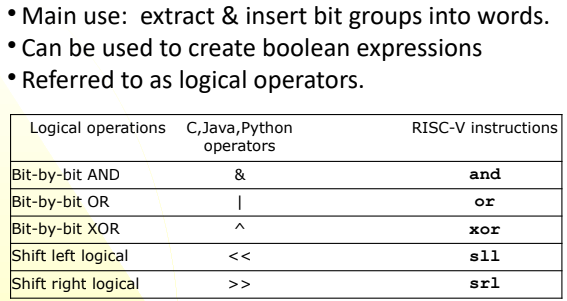 • Main use:  extract & insert bit groups into words.
• Can be used to create boolean expressions
• Referred to as logical operators.
Logical operations C,Java,Python operators RISC-V instructions
Bit-by-bit AND & and
Bit-by-bit OR | or
Bit-by-bit XOR ^ xor
Shift left logical << sll
Shift right logical >> srl